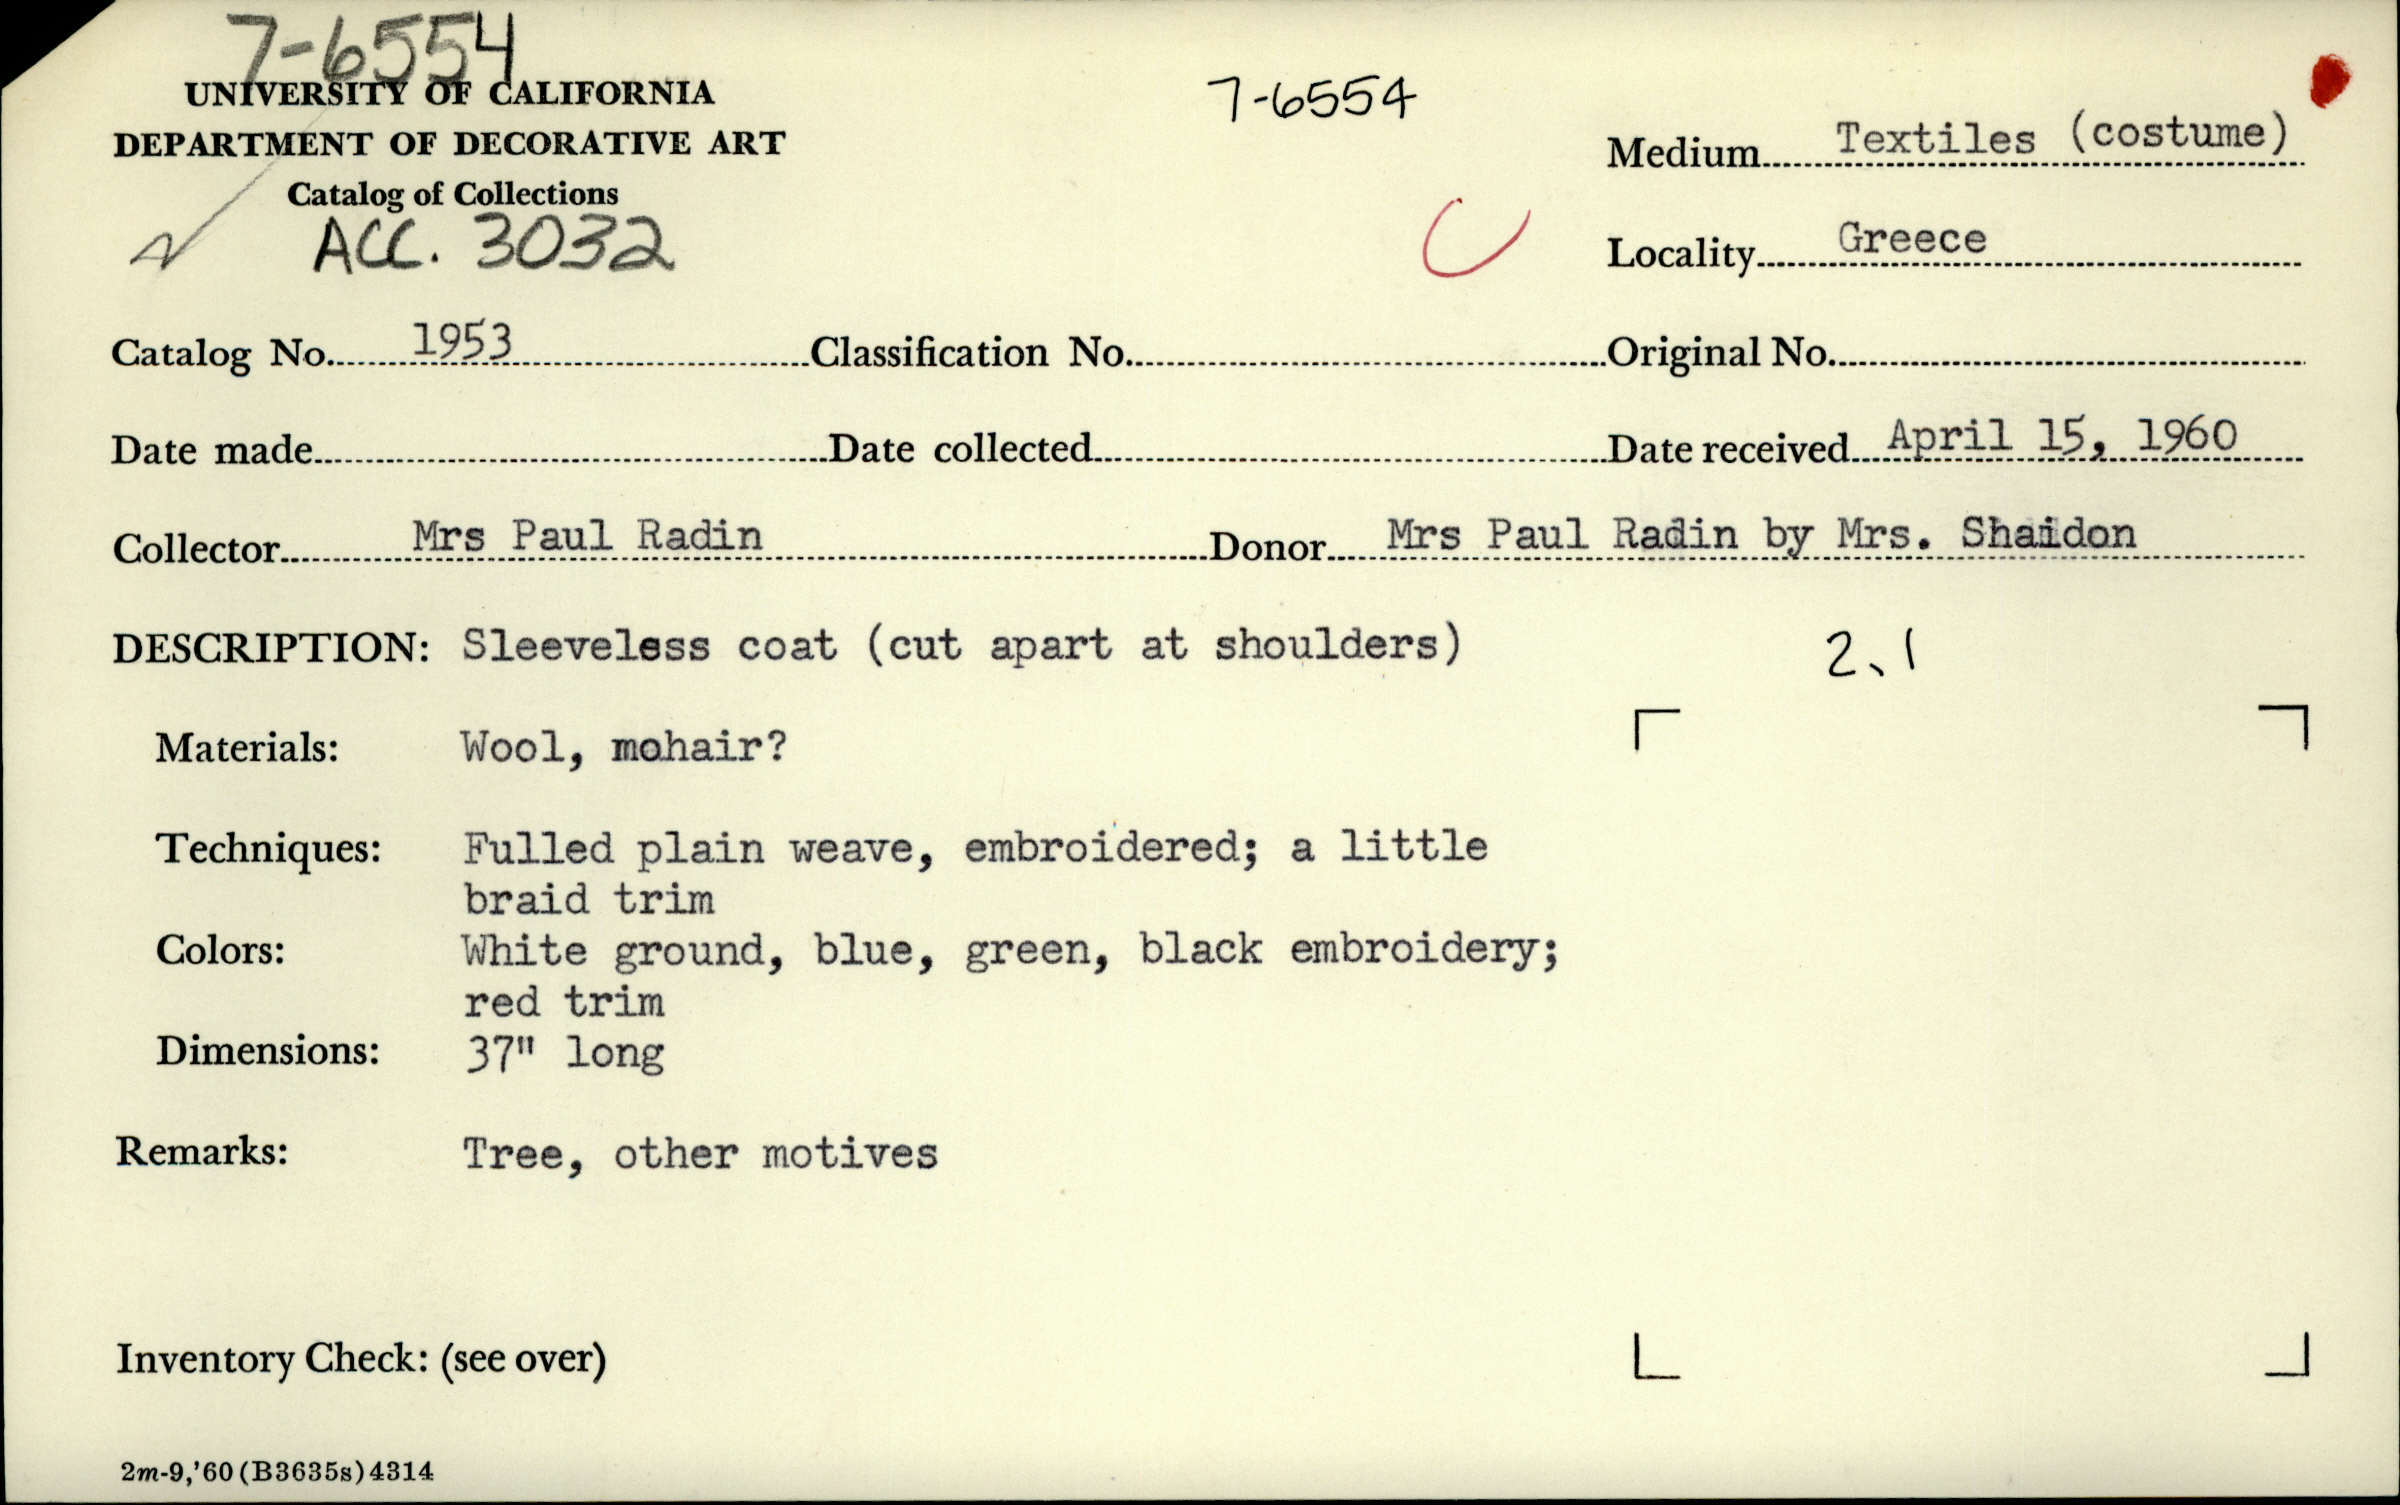 7-6554
UNIVERSITY OF CALIFORNIA
DEPARTMENT OF DECORATIVE ART
Catalog of Collections
ACC. 3032
7-6554
Medium Textiles (costume)
Locality Greece
Catalog No. 1953 Classification No. Original No.
Date made Date collected Date received April 15, 1960
Collector Mrs Paul Radin Donor Mrs Paul Radin by Mrs. Shaidon
DESCRIPTION: Sleeveless coat (cut apart at shoulders)
2.1
Materials: Wool, mohair?
Techniques: Fulled plain weave, embroidered; a little
braid trim
Colors: White ground, blue, green, black embroidery;
red trim
Dimensions: 37" long
Remarks: Tree, other motives
Inventory Check: (see over)
2m-9,'60(B3635s)4314